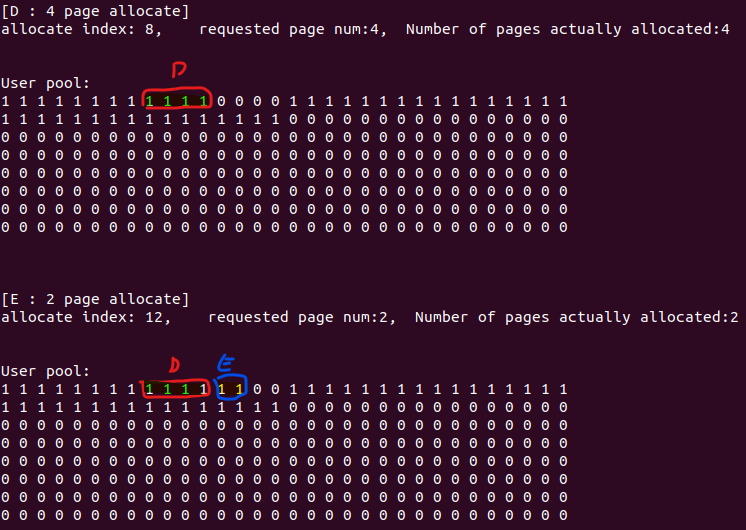 [D : 4 page allocate]
allocate index: 8,    requested page num:4,  Number of pages actually allocated:4
D
User pool:
1 1 1 1 1 1 1 1 1 1 1 1 0 0 0 0 1 1 1 1 1 1 1 1 1 1 1 1 1 1 1 1
1 1 1 1 1 1 1 1 1 1 1 1 1 1 1 1 0 0 0 0 0 0 0 0 0 0 0 0 0 0 0 0
0 0 0 0 0 0 0 0 0 0 0 0 0 0 0 0 0 0 0 0 0 0 0 0 0 0 0 0 0 0 0 0
0 0 0 0 0 0 0 0 0 0 0 0 0 0 0 0 0 0 0 0 0 0 0 0 0 0 0 0 0 0 0 0
0 0 0 0 0 0 0 0 0 0 0 0 0 0 0 0 0 0 0 0 0 0 0 0 0 0 0 0 0 0 0 0
0 0 0 0 0 0 0 0 0 0 0 0 0 0 0 0 0 0 0 0 0 0 0 0 0 0 0 0 0 0 0 0
0 0 0 0 0 0 0 0 0 0 0 0 0 0 0 0 0 0 0 0 0 0 0 0 0 0 0 0 0 0 0 0
0 0 0 0 0 0 0 0 0 0 0 0 0 0 0 0 0 0 0 0 0 0 0 0 0 0 0 0 0 0 0 0
[E : 2 page allocate]
allocate index: 12,    requested page num:2,  Number of pages actually allocated:2
D E
User pool:
1 1 1 1 1 1 1 1 1 1 1 1 1 1 0 0 1 1 1 1 1 1 1 1 1 1 1 1 1 1 1 1
1 1 1 1 1 1 1 1 1 1 1 1 1 1 1 1 0 0 0 0 0 0 0 0 0 0 0 0 0 0 0 0
0 0 0 0 0 0 0 0 0 0 0 0 0 0 0 0 0 0 0 0 0 0 0 0 0 0 0 0 0 0 0 0
0 0 0 0 0 0 0 0 0 0 0 0 0 0 0 0 0 0 0 0 0 0 0 0 0 0 0 0 0 0 0 0
0 0 0 0 0 0 0 0 0 0 0 0 0 0 0 0 0 0 0 0 0 0 0 0 0 0 0 0 0 0 0 0
0 0 0 0 0 0 0 0 0 0 0 0 0 0 0 0 0 0 0 0 0 0 0 0 0 0 0 0 0 0 0 0
0 0 0 0 0 0 0 0 0 0 0 0 0 0 0 0 0 0 0 0 0 0 0 0 0 0 0 0 0 0 0 0
0 0 0 0 0 0 0 0 0 0 0 0 0 0 0 0 0 0 0 0 0 0 0 0 0 0 0 0 0 0 0 0